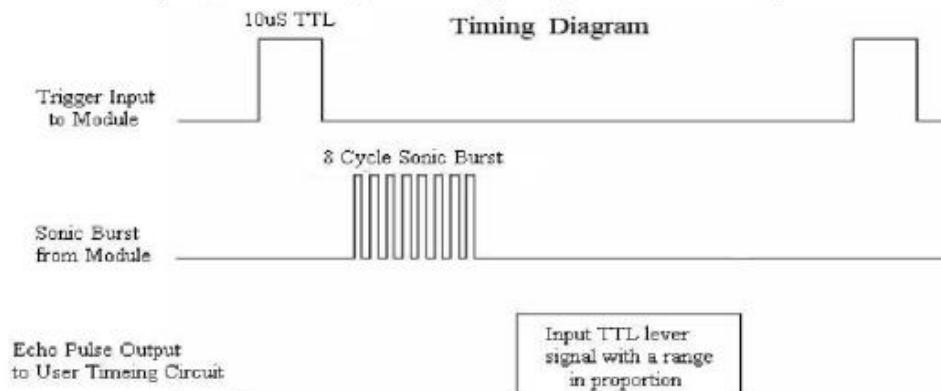 10uS TTL
Timing Diagram
Trigger Input
to Module
8 Cycle Sonic Burst
Sonic Burst
from Module
Echo Pulse Output
to User Timeing Circuit
Input TTL lever
signal with a range
in proportion